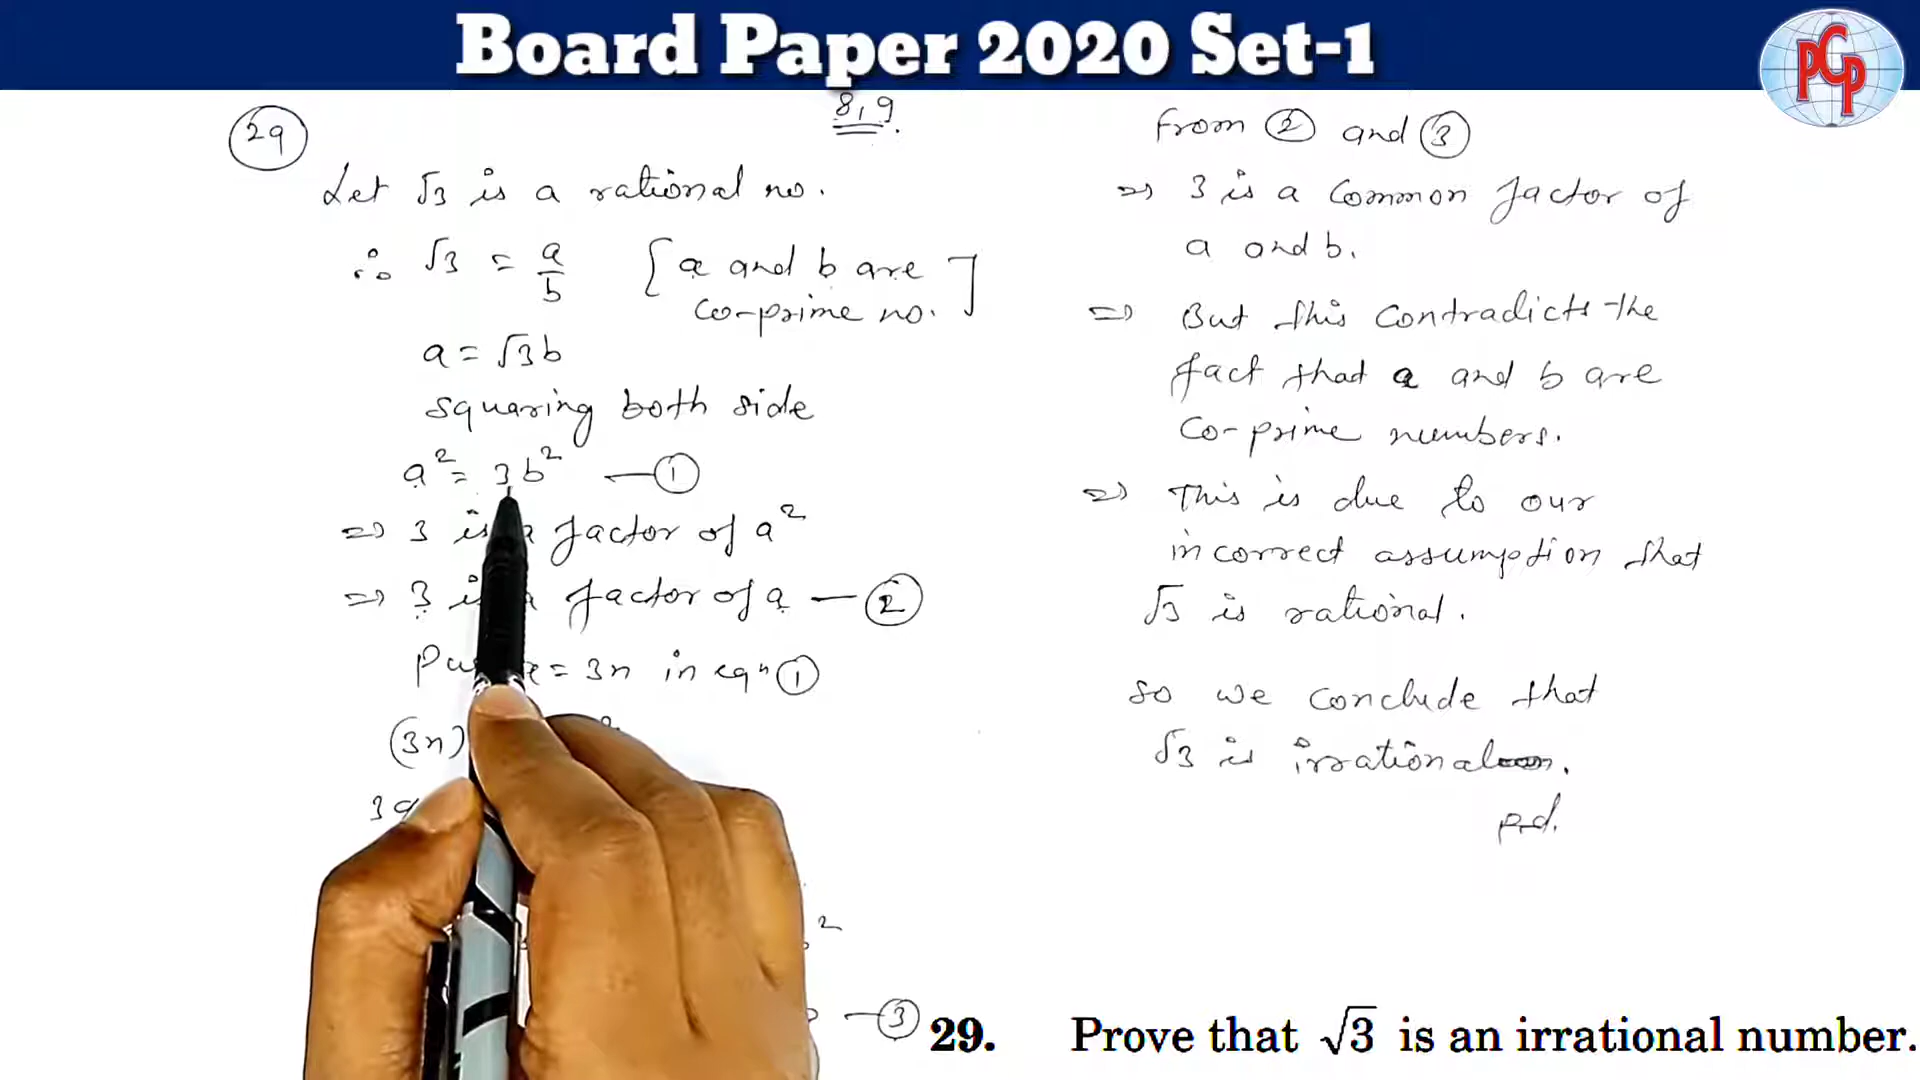 Board Paper 2020 Set-1
PGP
29
8, 9.
Let √3 is a rational no.
∴ √3 = a/b [a and b are
co-prime no.]
a = √3b
squaring both side
a² = 3b² — ①
⇒ 3 is a factor of a²
⇒ 3 is a factor of a — ②
= 3n in eqⁿ ①
(3n)
2
— ③
From ② and ③
⇒ 3 is a common factor of
a and b.
⇒ But this contradicts the
fact that a and b are
co-prime numbers.
⇒ This is due to our
incorrect assumption that
√3 is rational.
So we conclude that
√3 is irrational.
29. Prove that √3 is an irrational number.